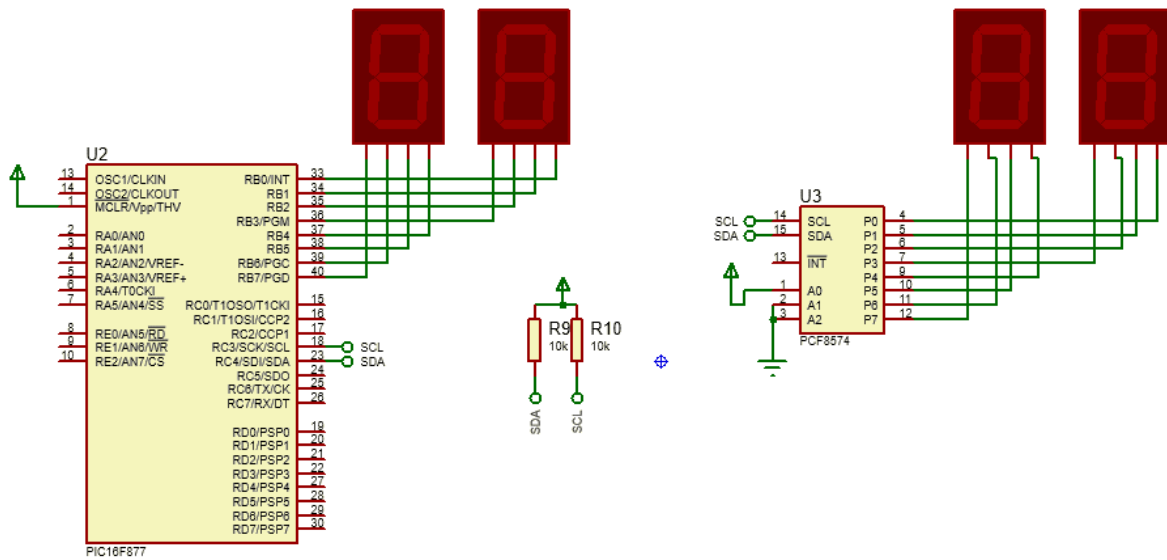 U2
13 OSC1/CLKIN RB0/INT 33
14 OSC2/CLKOUT RB1 34
1 MCLR/Vpp/THV RB2 35
RB3/PGM 36
2 RA0/AN0 RB4 37
3 RA1/AN1 RB5 38
4 RA2/AN2/VREF- RB6/PGC 39
5 RA3/AN3/VREF+ RB7/PGD 40
6 RA4/T0CKI
7 RA5/AN4/SS RC0/T1OSO/T1CKI 15
RC1/T1OSI/CCP2 16
8 RE0/AN5/RD RC2/CCP1 17
9 RE1/AN6/WR RC3/SCK/SCL 18 SCL
10 RE2/AN7/CS RC4/SDI/SDA 23 SDA
RC5/SDO 24
RC6/TX/CK 25
RC7/RX/DT 26
RD0/PSP0 19
RD1/PSP1 20
RD2/PSP2 21
RD3/PSP3 22
RD4/PSP4 27
RD5/PSP5 28
RD6/PSP6 29
RD7/PSP7 30
PIC16F877
R9
10k
R10
10k
SDA
SCL
U3
SCL 14 SCL P0 4
SDA 15 SDA P1 5
P2 6
13 INT P3 7
P4 9
1 A0 P5 10
2 A1 P6 11
3 A2 P7 12
PCF8574